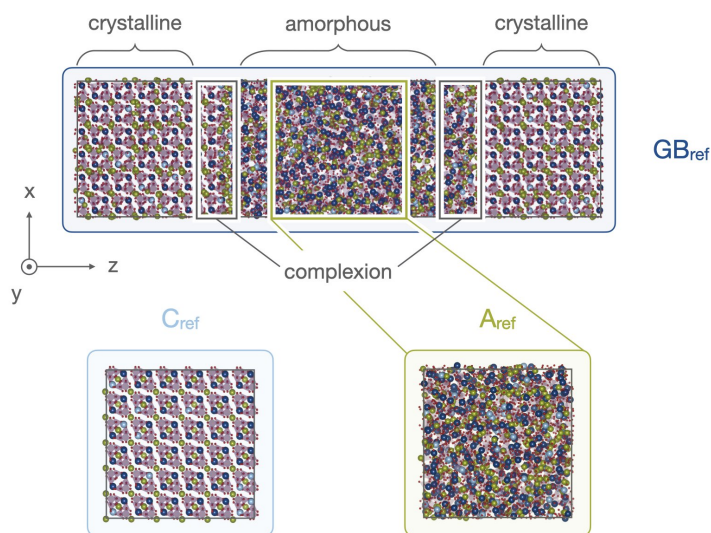 crystalline amorphous crystalline
GBref
x
z
y
complexion
Cref Aref